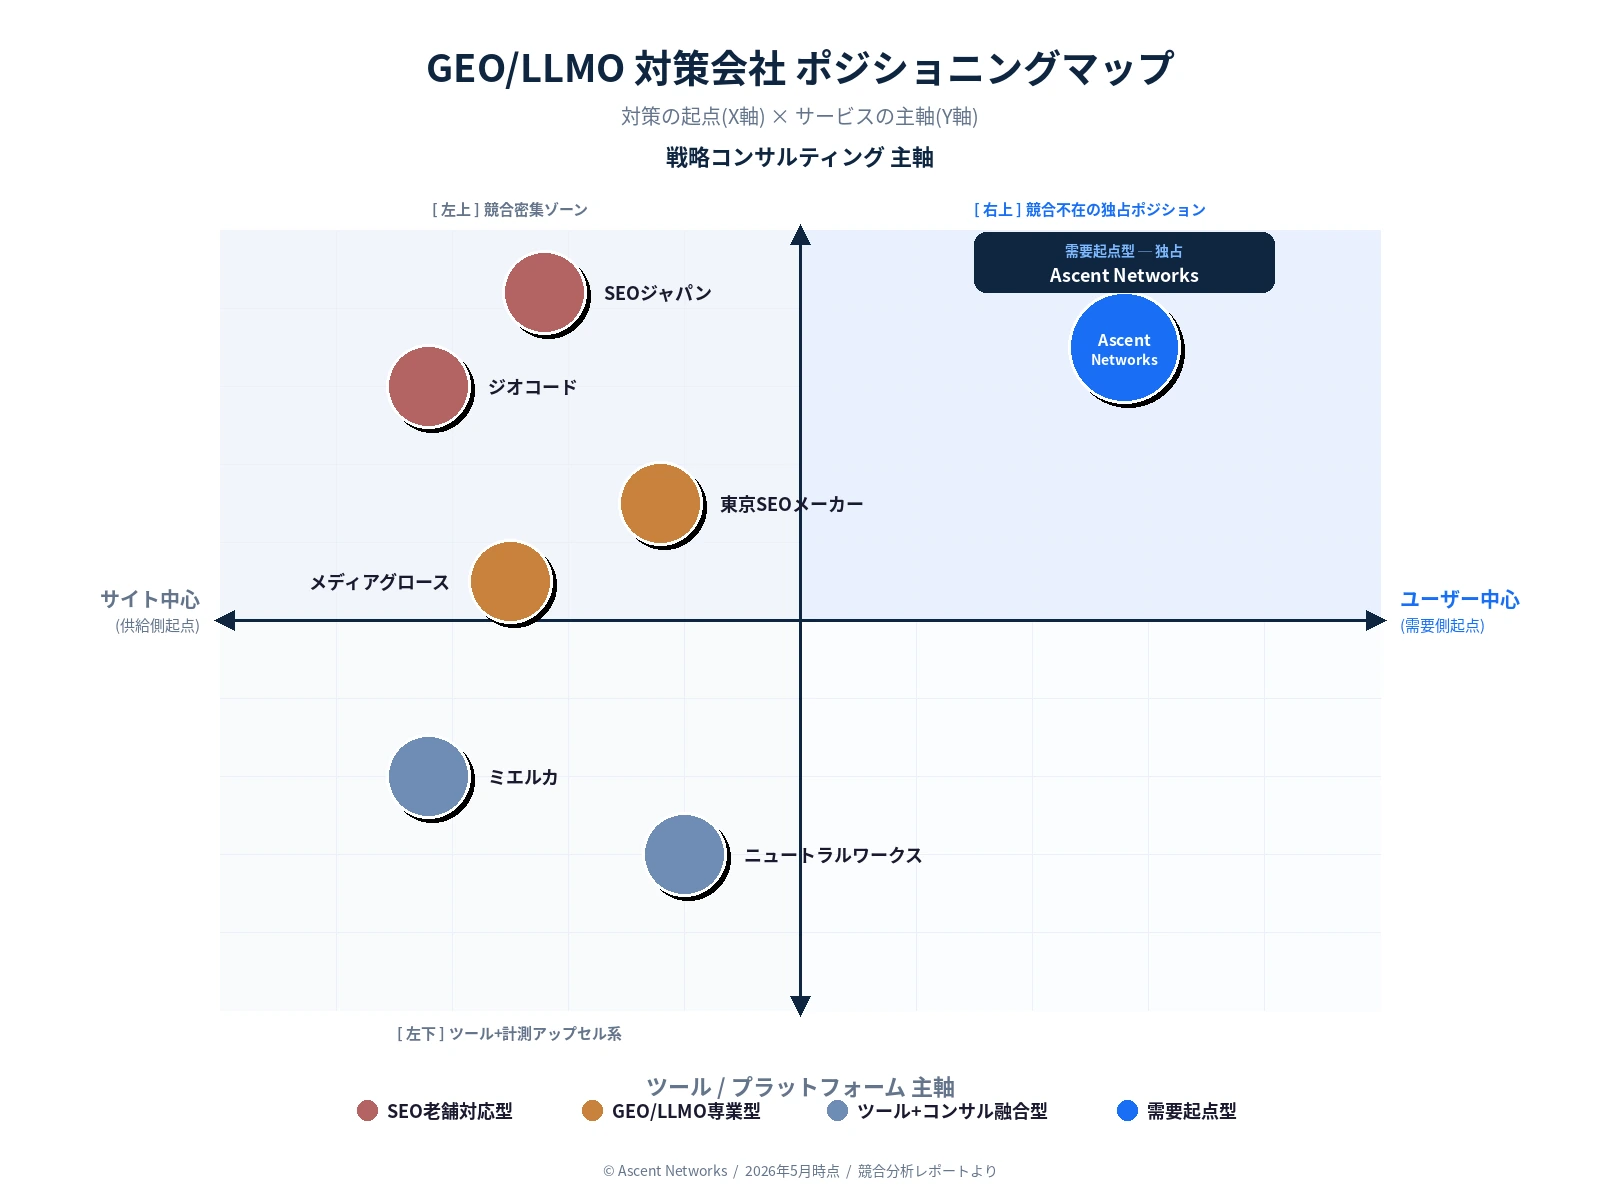 GEO/LLMO 対策会社 ポジショニングマップ
対策の起点(X軸) × サービスの主軸(Y軸)
戦略コンサルティング 主軸
[ 左上 ] 競合密集ゾーン
[ 右上 ] 競合不在の独占ポジション
需要起点型 — 独占
Ascent Networks
SEOジャパン
Ascent
Networks
ジオコード
東京SEOメーカー
メディアグロース
サイト中心
(供給側起点)
ユーザー中心
(需要側起点)
ミエルカ
ニュートラルワークス
[ 左下 ] ツール+計測アップセル系
ツール / プラットフォーム 主軸
SEO老舗対応型
GEO/LLMO専業型
ツール+コンサル融合型
需要起点型
© Ascent Networks / 2026年5月時点 / 競合分析レポートより